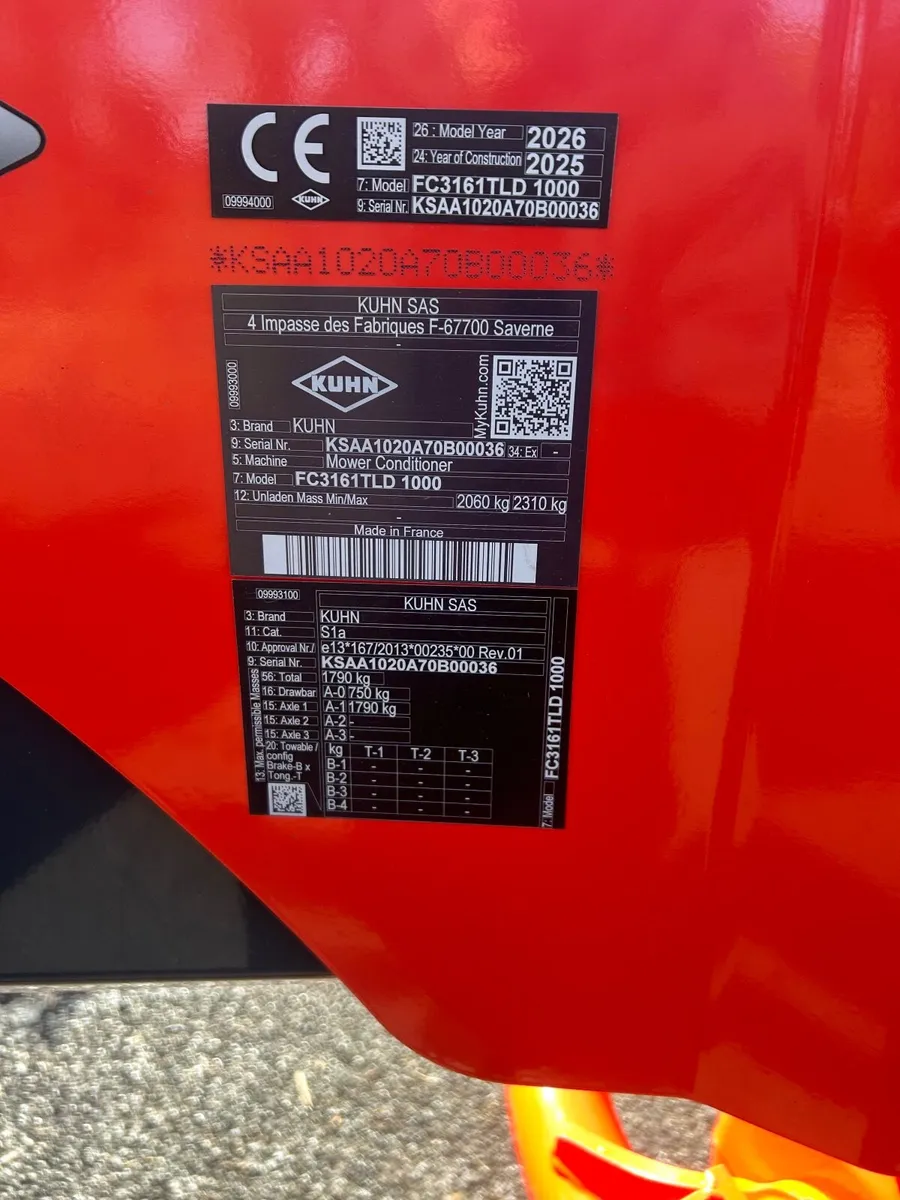 CE
26 : Model Year 2026
24: Year of Construction 2025
7: Model FC3161TLD 1000
9: Serial Nr. KSAA1020A70B00036
09994000
KUHN
*KSAA1020A70B00036*
KUHN SAS
4 Impasse des Fabriques F-67700 Saverne
-
09993000
KUHN
MyKuhn.com
3: Brand KUHN
9: Serial Nr. KSAA1020A70B00036 34: Ex -
5: Machine Mower Conditioner
7: Model FC3161TLD 1000
12: Unladen Mass Min/Max 2060 kg 2310 kg
-
Made in France
09993100
KUHN SAS
3: Brand KUHN
11: Cat. S1a
10: Approval Nr./ e13*167/2013*00235*00 Rev.01
9: Serial Nr. KSAA1020A70B00036
13: Max. permissible Masses
56: Total 1790 kg
16: Drawbar A-0 750 kg
15: Axle 1 A-1 1790 kg
15: Axle 2 A-2 -
15: Axle 3 A-3 -
20: Towable / config Brake-B x Tong.-T
kg T-1 T-2 T-3
B-1 - - -
B-2 - - -
B-3 - - -
B-4 - - -
7: Model FC3161TLD 1000